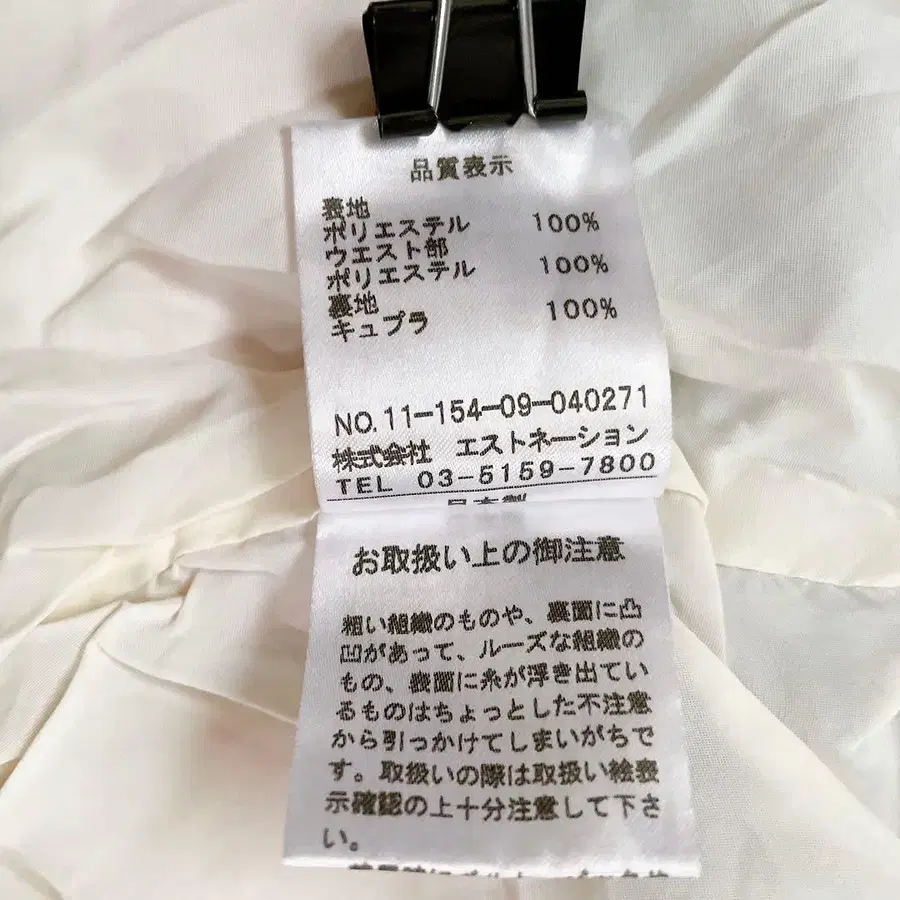 品質表示
表地
ポリエステル 100%
ウエスト部
ポリエステル 100%
裏地
キュプラ 100%
NO.11-154-09-040271
株式会社 エストネーション
TEL 03-5159-7800
日本製
お取扱い上の御注意
粗い組織のものや、裏面に凸
凹があって、ルーズな組織の
もの、表面に糸が浮き出てい
るものはちょっとした不注意
から引っかけてしまいがちで
す。取扱いの際は取扱い絵表
示確認の上十分注意して下さ
い。